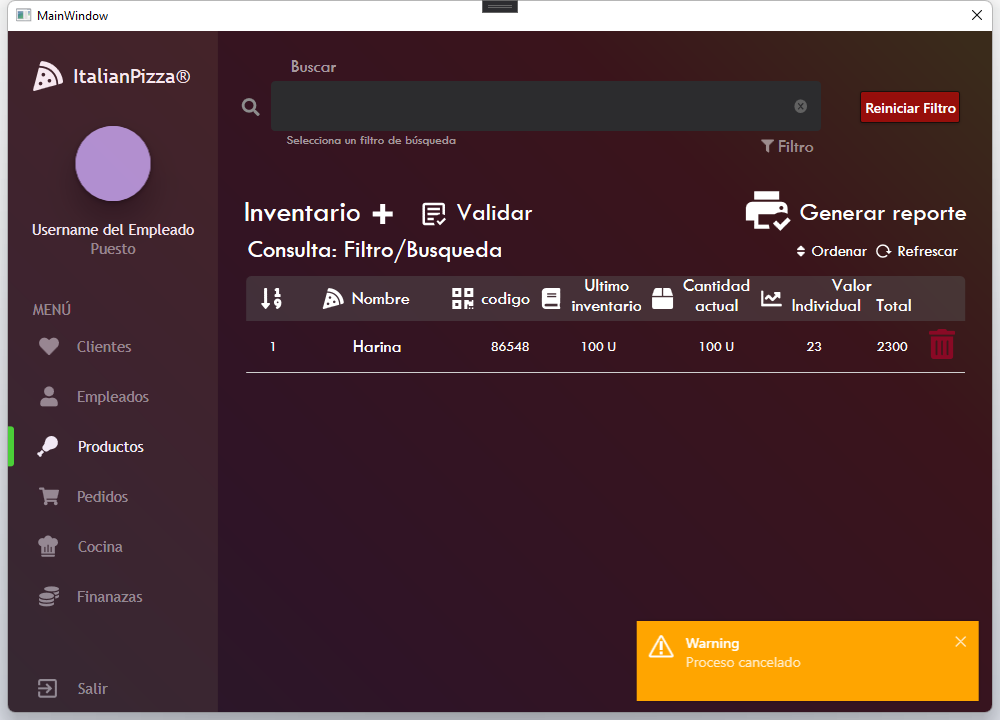 MainWindow
ItalianPizza®
Username del Empleado
Puesto
MENÚ
Clientes
Empleados
Productos
Pedidos
Cocina
Finanazas
Salir
Buscar
Selecciona un filtro de búsqueda
Filtro
Reiniciar Filtro
Inventario
Validar
Generar reporte
Consulta: Filtro/Busqueda
Ordenar Refrescar
Nombre codigo Ultimo inventario Cantidad actual Valor Individual Total
1 Harina 86548 100 U 100 U 23 2300
Warning
Proceso cancelado